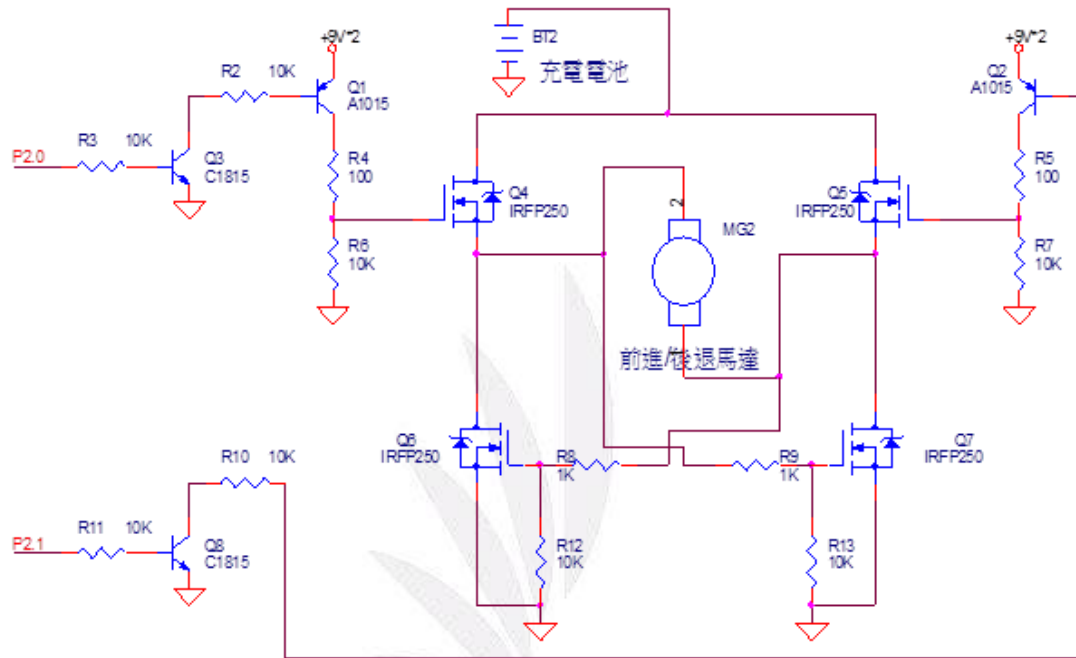 +9V*2
BT2
充電電池
+9V*2
R2 10K
Q1
A1015
Q2
A1015
P2.0
R3 10K
Q3
C1815
R4
100
R5
100
Q4
IRFP250
Q5
IRFP250
2
MG2
R6
10K
R7
10K
前進/後退馬達
Q6
IRFP250
R8
1K
R9
1K
Q7
IRFP250
R10 10K
P2.1
R11 10K
Q8
C1815
R12
10K
R13
10K